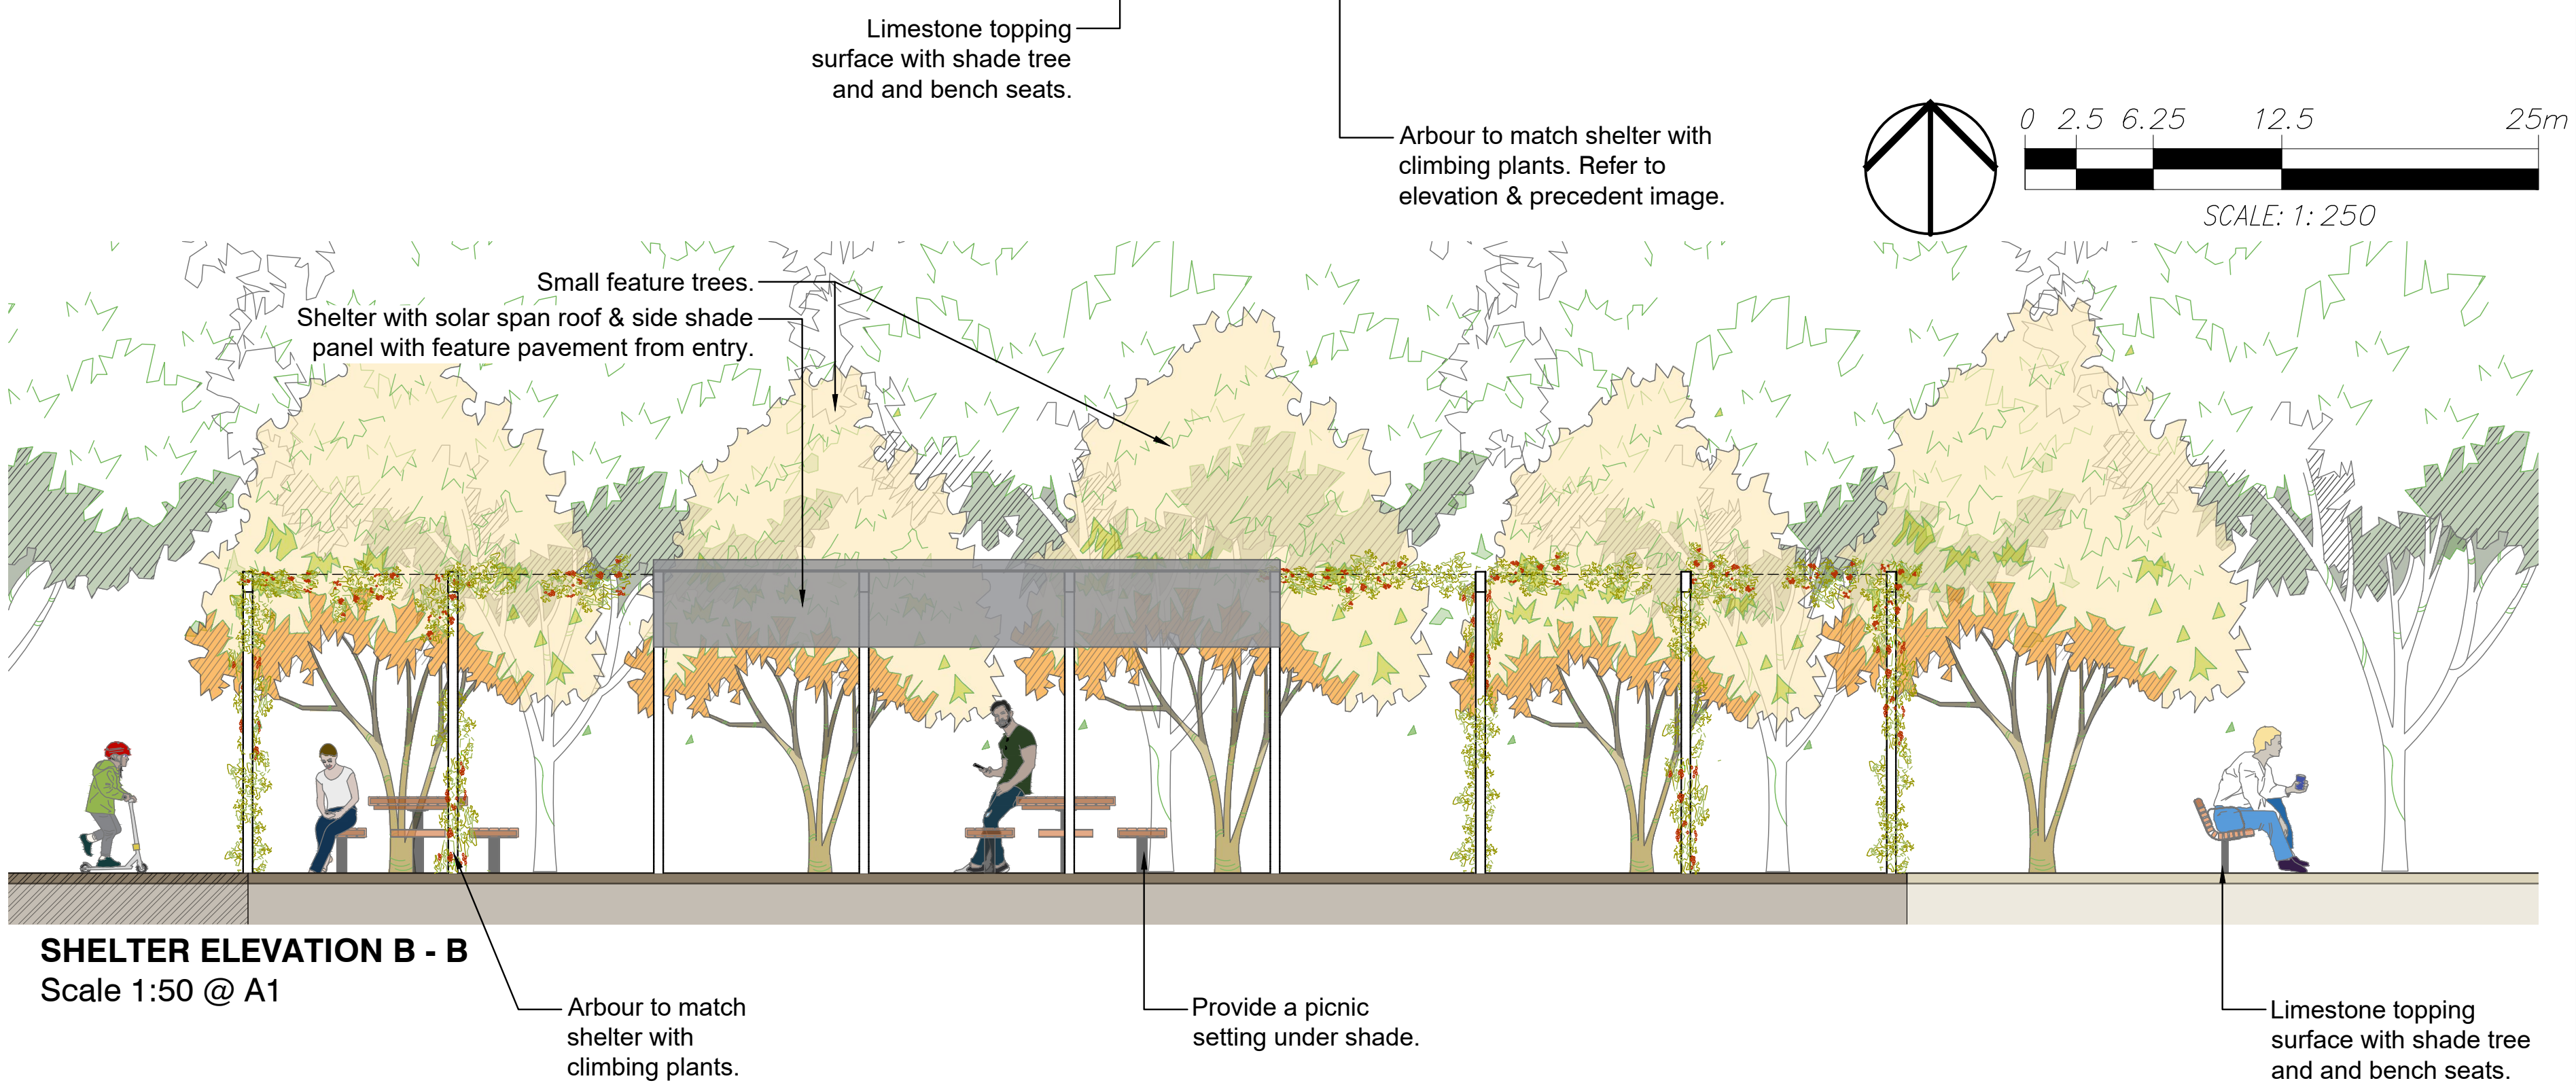 Limestone topping
surface with shade tree
and and bench seats.
Arbour to match shelter with
climbing plants. Refer to
elevation & precedent image.
0 2.5 6.25 12.5 25m
SCALE: 1: 250
Small feature trees.
Shelter with solar span roof & side shade
panel with feature pavement from entry.
SHELTER ELEVATION B - B
Scale 1:50 @ A1
Arbour to match
shelter with
climbing plants.
Provide a picnic
setting under shade.
Limestone topping
surface with shade tree
and and bench seats.